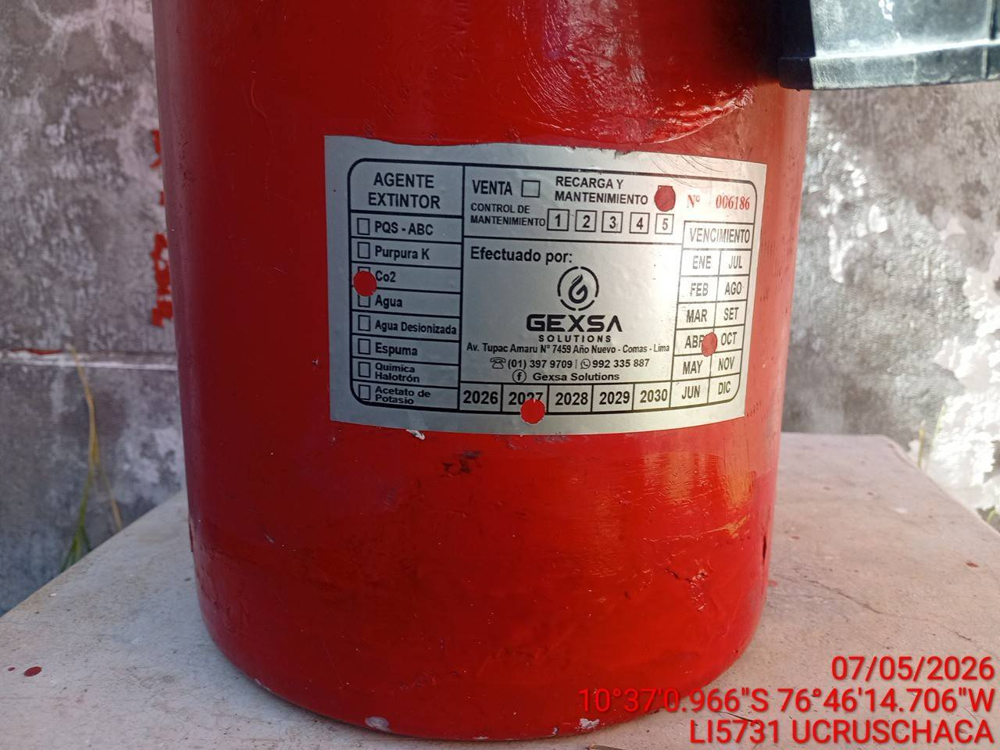 AGENTE
EXTINTOR
PQS - ABC
Purpura K
Co2
Agua
Agua Desionizada
Espuma
Quimica
Halotrón
Acetato de
Potasio
VENTA
RECARGA Y
MANTENIMIENTO
CONTROL DE
MANTENIMIENTO 1 2 3 4 5
Nº 006186
Efectuado por:
GEXSA
SOLUTIONS
Av. Tupac Amaru N° 7459 Año Nuevo - Comas - Lima
(01) 397 9709 | 992 335 887
Gexsa Solutions
2026 2027 2028 2029 2030
VENCIMIENTO
ENE JUL
FEB AGO
MAR SET
ABR OCT
MAY NOV
JUN DIC
07/05/2026
10°37'0.966"S 76°46'14.706"W
LI5731 UCRUSCHACA